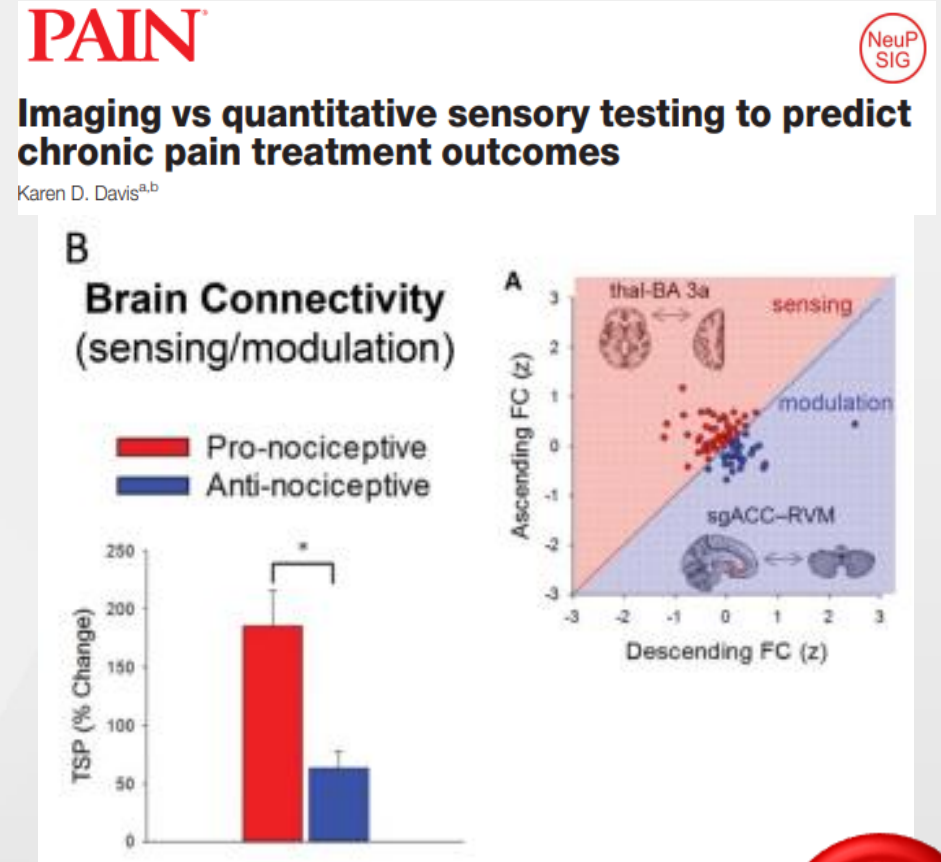 PAIN®
NeuP
SIG
Imaging vs quantitative sensory testing to predict
chronic pain treatment outcomes
Karen D. Davisa,b
B
Brain Connectivity
(sensing/modulation)
Pro-nociceptive
Anti-nociceptive
250
200
150
100
50
0
TSP (% Change)
*
A
thal-BA 3a
sensing
modulation
sgACC–RVM
3
2
1
0
-1
-2
-3
Ascending FC (z)
-3 -2 -1 0 1 2 3
Descending FC (z)